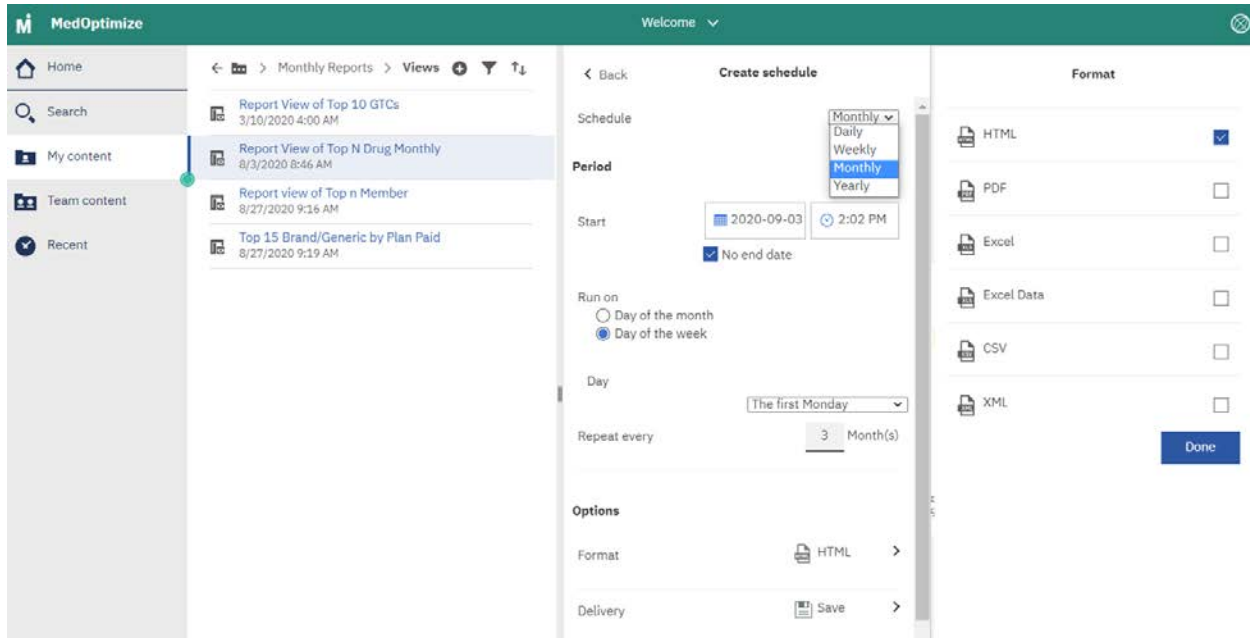 MedOptimize
Welcome
Home
Search
My content
Team content
Recent
Monthly Reports > Views
Report View of Top 10 GTCs
3/10/2020 4:00 AM
Report View of Top N Drug Monthly
8/3/2020 8:46 AM
Report view of Top n Member
8/27/2020 9:16 AM
Top 15 Brand/Generic by Plan Paid
8/27/2020 9:19 AM
Back
Create schedule
Schedule
Monthly
Daily
Weekly
Monthly
Yearly
Period
Start
2020-09-03
2:02 PM
No end date
Run on
Day of the month
Day of the week
Day
The first Monday
Repeat every
3 Month(s)
Options
Format
HTML
Delivery
Save
Format
HTML
PDF
Excel
Excel Data
CSV
XML
Done